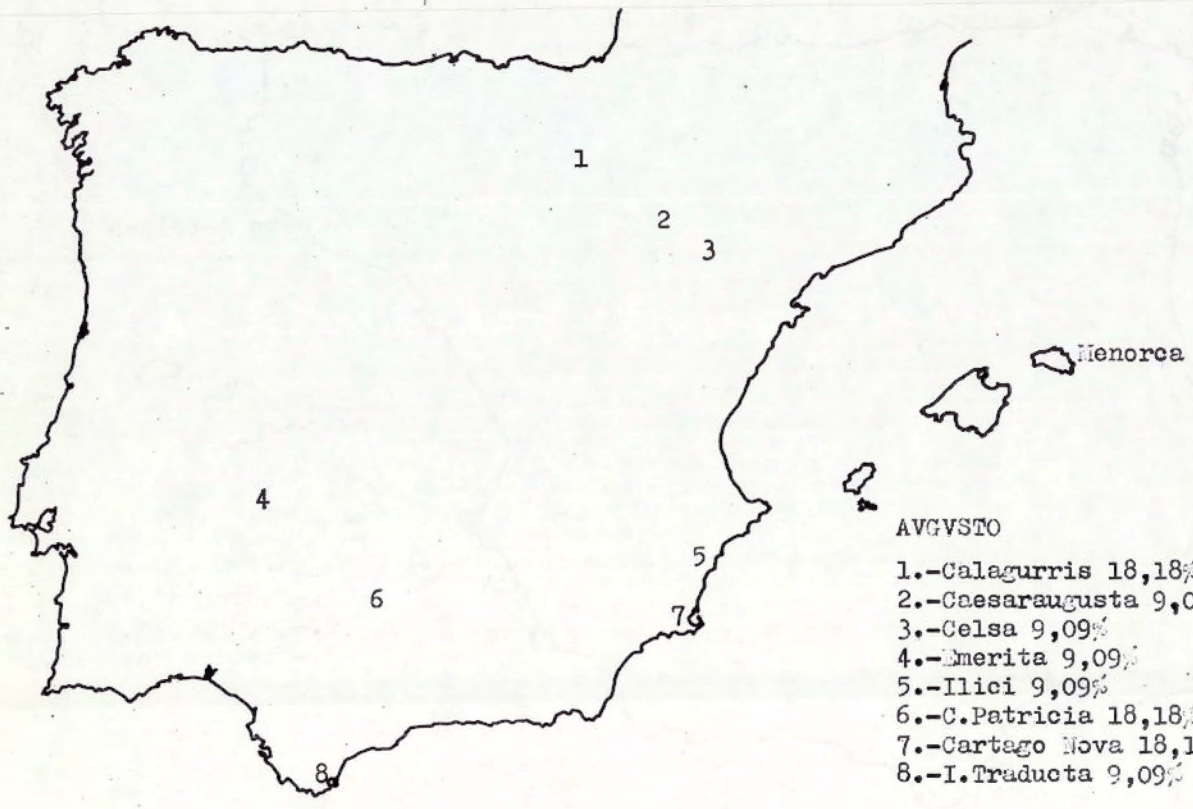 1
2
3
Menorca
4
5
6
7
8
AVGVSTO
1.-Calagurris 18,18%
2.-Caesaraugusta 9,0
3.-Celsa 9,09%
4.-Emerita 9,09%
5.-Ilici 9,09%
6.-C.Patricia 18,18%
7.-Cartago Nova 18,1
8.-I.Traducta 9,09%